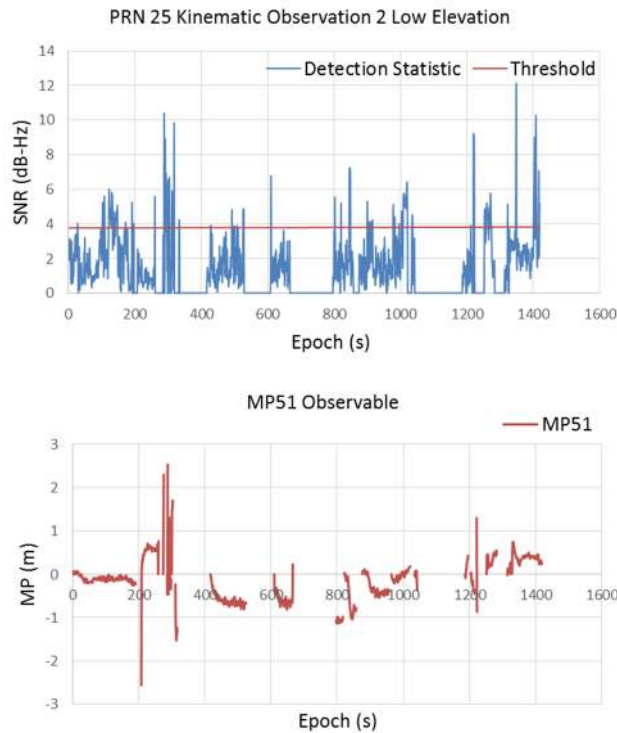 PRN 25 Kinematic Observation 2 Low Elevation
Detection Statistic Threshold
14
12
10
8
6
4
2
0
SNR (dB-Hz)
0 200 400 600 800 1000 1200 1400 1600
Epoch (s)
MP51 Observable
MP51
3
2
1
0
-1
-2
-3
MP (m)
0 200 400 600 800 1000 1200 1400 1600
Epoch (s)